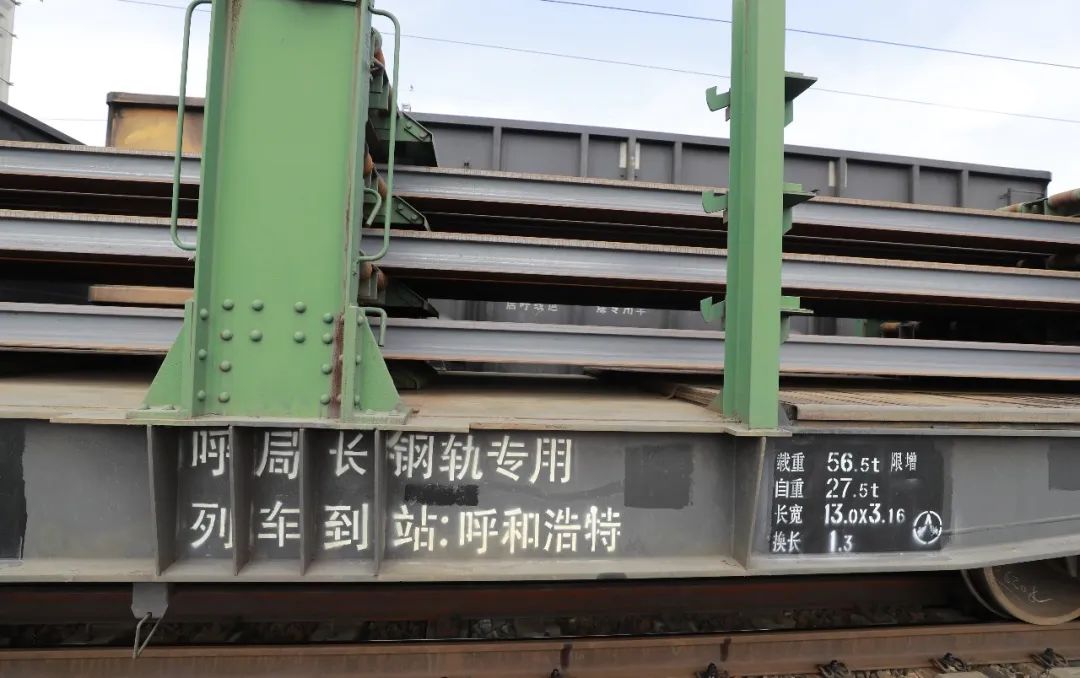 呼局长钢轨专用
列车到站:呼和浩特
载重 56.5t 限增
自重 27.5t
长宽 13.0X3.16
换长 1.3